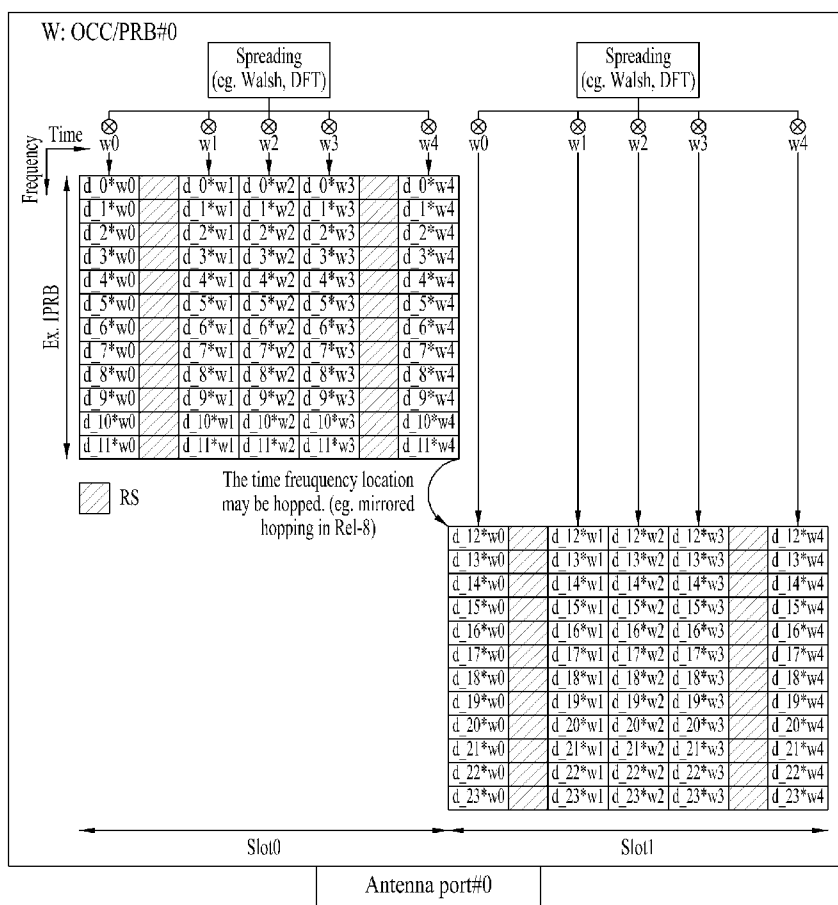 W: OCC/PRB#0
Spreading
(eg. Walsh, DFT)
Spreading
(eg. Walsh, DFT)
Time
Frequency
w0 w1 w2 w3 w4
w0 w1 w2 w3 w4
Ex. 1PRB
d_0*w0 d_0*w1 d_0*w2 d_0*w3 d_0*w4
d_1*w0 d_1*w1 d_1*w2 d_1*w3 d_1*w4
d_2*w0 d_2*w1 d_2*w2 d_2*w3 d_2*w4
d_3*w0 d_3*w1 d_3*w2 d_3*w3 d_3*w4
d_4*w0 d_4*w1 d_4*w2 d_4*w3 d_4*w4
d_5*w0 d_5*w1 d_5*w2 d_5*w3 d_5*w4
d_6*w0 d_6*w1 d_6*w2 d_6*w3 d_6*w4
d_7*w0 d_7*w1 d_7*w2 d_7*w3 d_7*w4
d_8*w0 d_8*w1 d_8*w2 d_8*w3 d_8*w4
d_9*w0 d_9*w1 d_9*w2 d_9*w3 d_9*w4
d_10*w0 d_10*w1 d_10*w2 d_10*w3 d_10*w4
d_11*w0 d_11*w1 d_11*w2 d_11*w3 d_11*w4
RS
The time freuquency location
may be hopped. (eg. mirrored
hopping in Rel-8)
d_12*w0 d_12*w1 d_12*w2 d_12*w3 d_12*w4
d_13*w0 d_13*w1 d_13*w2 d_13*w3 d_13*w4
d_14*w0 d_14*w1 d_14*w2 d_14*w3 d_14*w4
d_15*w0 d_15*w1 d_15*w2 d_15*w3 d_15*w4
d_16*w0 d_16*w1 d_16*w2 d_16*w3 d_16*w4
d_17*w0 d_17*w1 d_17*w2 d_17*w3 d_17*w4
d_18*w0 d_18*w1 d_18*w2 d_18*w3 d_18*w4
d_19*w0 d_19*w1 d_19*w2 d_19*w3 d_19*w4
d_20*w0 d_20*w1 d_20*w2 d_20*w3 d_20*w4
d_21*w0 d_21*w1 d_21*w2 d_21*w3 d_21*w4
d_22*w0 d_22*w1 d_22*w2 d_22*w3 d_22*w4
d_23*w0 d_23*w1 d_23*w2 d_23*w3 d_23*w4
Slot0 Slot1
Antenna port#0